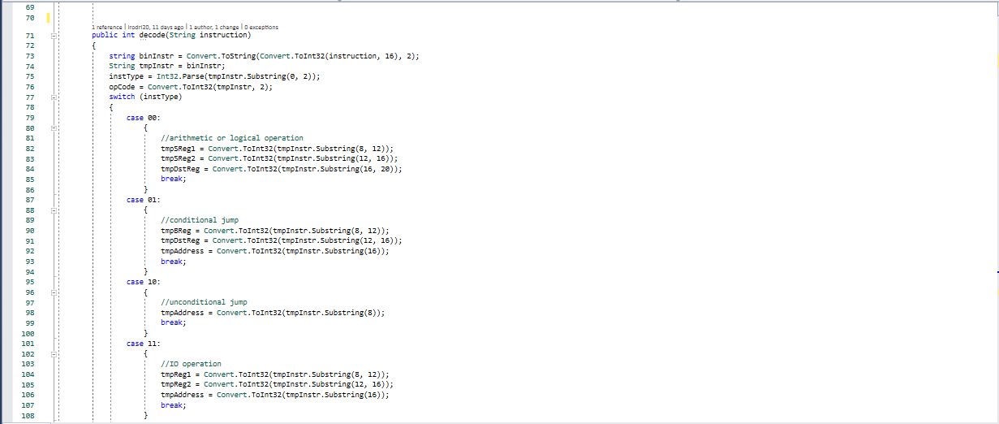 69
70
1 reference | irodri20, 11 days ago | 1 author, 1 change | 0 exceptions
71 public int decode(String instruction)
72 {
73 string binInstr = Convert.ToString(Convert.ToInt32(instruction, 16), 2);
74 String tmpInstr = binInstr;
75 instType = Int32.Parse(tmpInstr.Substring(0, 2));
76 opCode = Convert.ToInt32(tmpInstr, 2);
77 switch (instType)
78 {
79 case 00:
80 {
81 //arithmetic or logical operation
82 tmpSReg1 = Convert.ToInt32(tmpInstr.Substring(8, 12));
83 tmpSReg2 = Convert.ToInt32(tmpInstr.Substring(12, 16));
84 tmpDstReg = Convert.ToInt32(tmpInstr.Substring(16, 20));
85 break;
86 }
87 case 01:
88 {
89 //conditional jump
90 tmpBReg = Convert.ToInt32(tmpInstr.Substring(8, 12));
91 tmpDstReg = Convert.ToInt32(tmpInstr.Substring(12, 16));
92 tmpAddress = Convert.ToInt32(tmpInstr.Substring(16));
93 break;
94 }
95 case 10:
96 {
97 //unconditional jump
98 tmpAddress = Convert.ToInt32(tmpInstr.Substring(8));
99 break;
100 }
101 case 11:
102 {
103 //IO operation
104 tmpReg1 = Convert.ToInt32(tmpInstr.Substring(8, 12));
105 tmpReg2 = Convert.ToInt32(tmpInstr.Substring(12, 16));
106 tmpAddress = Convert.ToInt32(tmpInstr.Substring(16));
107 break;
108 }